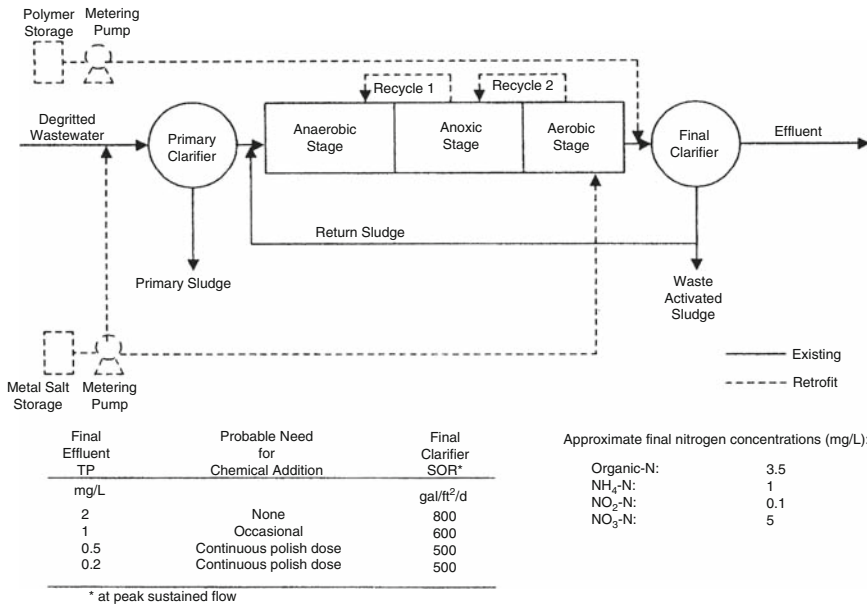 Polymer
Storage
Metering
Pump
Recycle 1
Recycle 2
Degritted
Wastewater
Primary
Clarifier
Anaerobic
Stage
Anoxic
Stage
Aerobic
Stage
Final
Clarifier
Effluent
Return Sludge
Primary Sludge
Waste
Activated
Sludge
Metal Salt
Storage
Metering
Pump
Existing
Retrofit
Final
Effluent
TP
Probable Need
for
Chemical Addition
Final
Clarifier
SOR*
mg/L
gal/ft²/d
2 None 800
1 Occasional 600
0.5 Continuous polish dose 500
0.2 Continuous polish dose 500
* at peak sustained flow
Approximate final nitrogen concentrations (mg/L):
Organic-N: 3.5
NH₄-N: 1
NO₂-N: 0.1
NO₃-N: 5